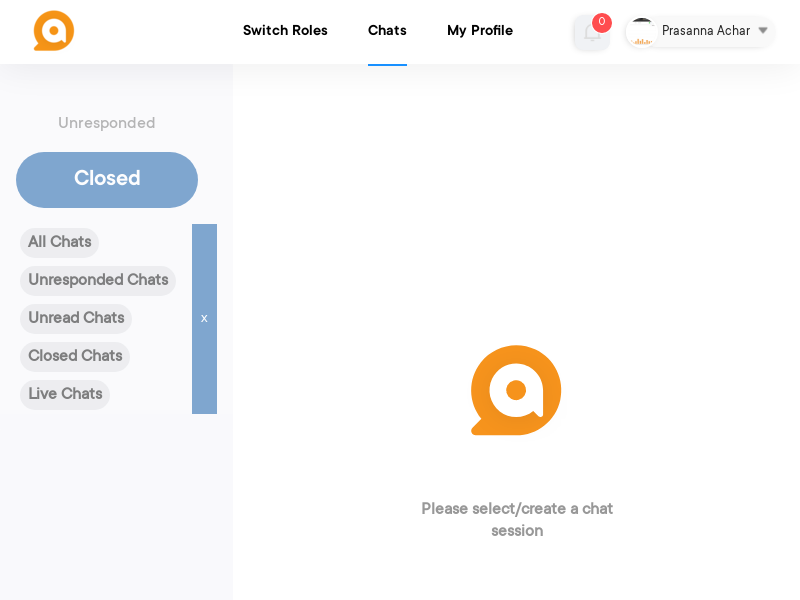 Switch Roles
Chats
My Profile
0
Prasanna Achar
Unresponded
Closed
All Chats
Unresponded Chats
Unread Chats
Closed Chats
Live Chats
x
Please select/create a chat
session